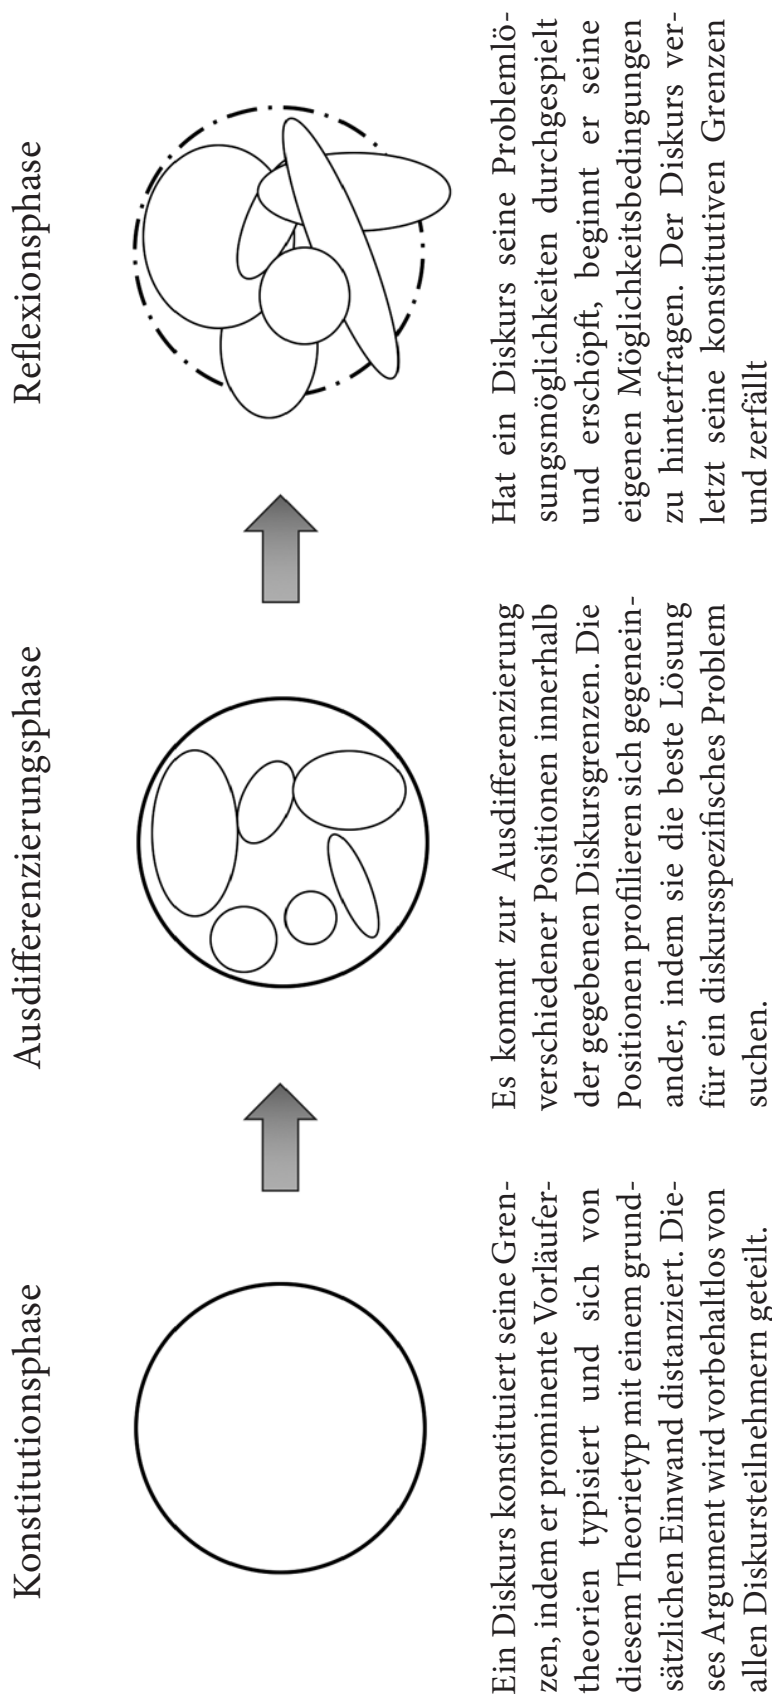 Konstitutionsphase
Ein Diskurs konstituiert seine Gren-
zen, indem er prominente Vorläufer-
theorien typisiert und sich von
diesem Theorietyp mit einem grund-
sätzlichen Einwand distanziert. Die-
ses Argument wird vorbehaltlos von
allen Diskursteilnehmern geteilt.
Ausdifferenzierungsphase
Es kommt zur Ausdifferenzierung
verschiedener Positionen innerhalb
der gegebenen Diskursgrenzen. Die
Positionen profilieren sich gegenein-
ander, indem sie die beste Lösung
für ein diskursspezifisches Problem
suchen.
Reflexionsphase
Hat ein Diskurs seine Problemlö-
sungsmöglichkeiten durchgespielt
und erschöpft, beginnt er seine
eigenen Möglichkeitsbedingungen
zu hinterfragen. Der Diskurs ver-
letzt seine konstitutiven Grenzen
und zerfällt